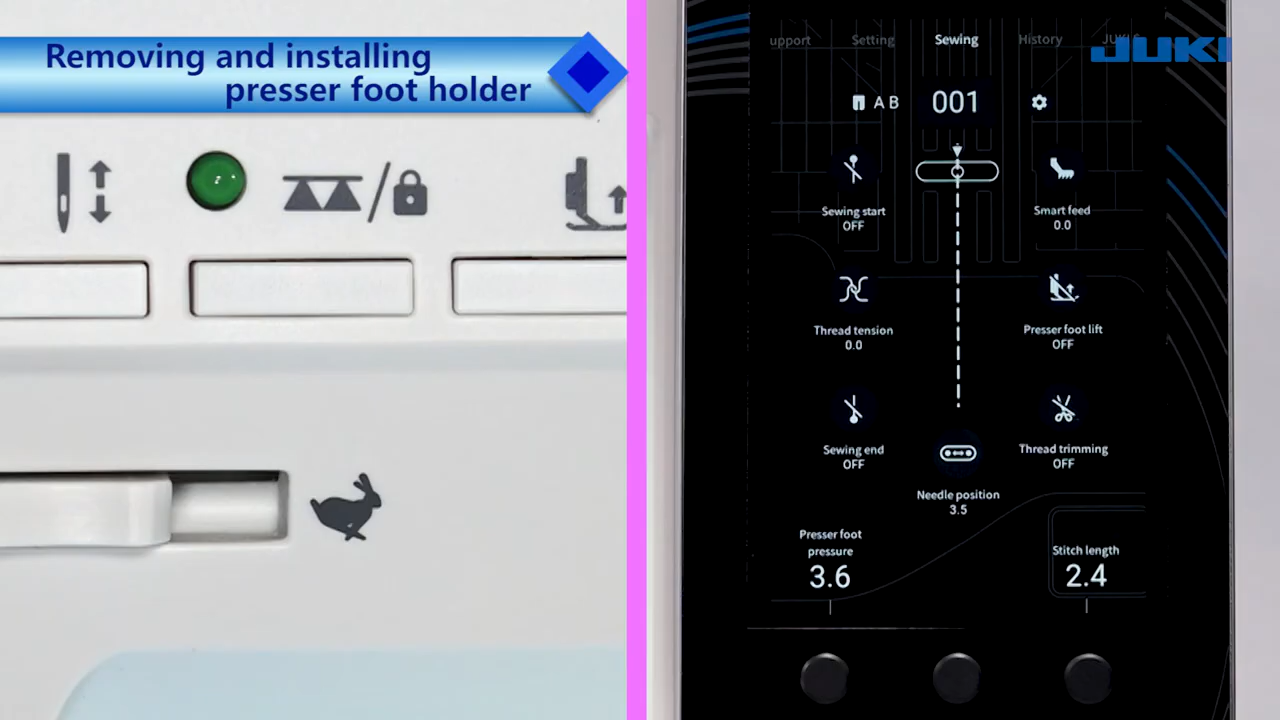 Removing and installing
presser foot holder
upport Setting Sewing History
JUKI
A B 001
Sewing start
OFF
Smart feed
0.0
Thread tension
0.0
Presser foot lift
OFF
Sewing end
OFF
Thread trimming
OFF
Needle position
3.5
Presser foot
pressure
3.6
Stitch length
2.4